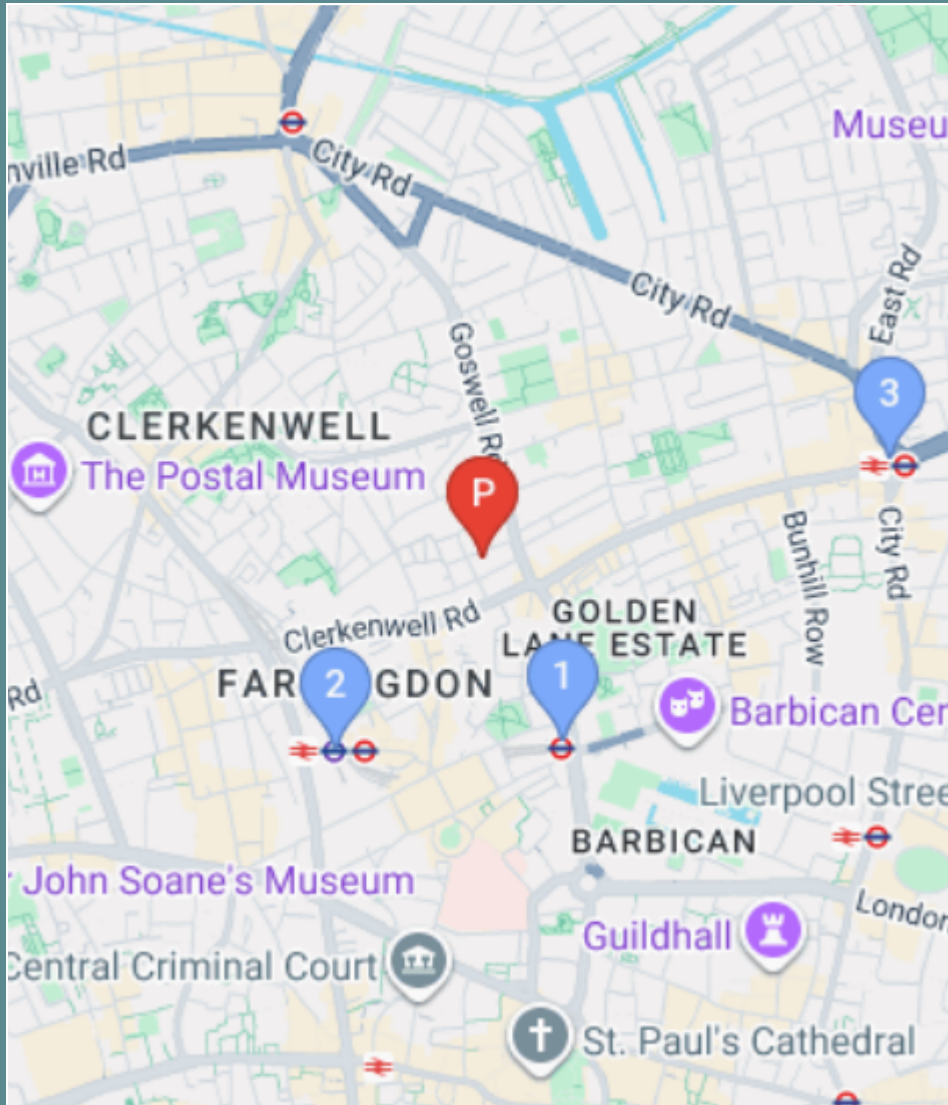 Museu
nville Rd
City Rd
City Rd
East Rd
Goswell Rd
3
CLERKENWELL
The Postal Museum
P
City Rd
Bunhill Row
Clerkenwell Rd
GOLDEN
LANE ESTATE
Rd
FAR GDON
2
1
Barbican Cer
Liverpool Stree
BARBICAN
John Soane's Museum
London
Guildhall
Central Criminal Court
St. Paul's Cathedral